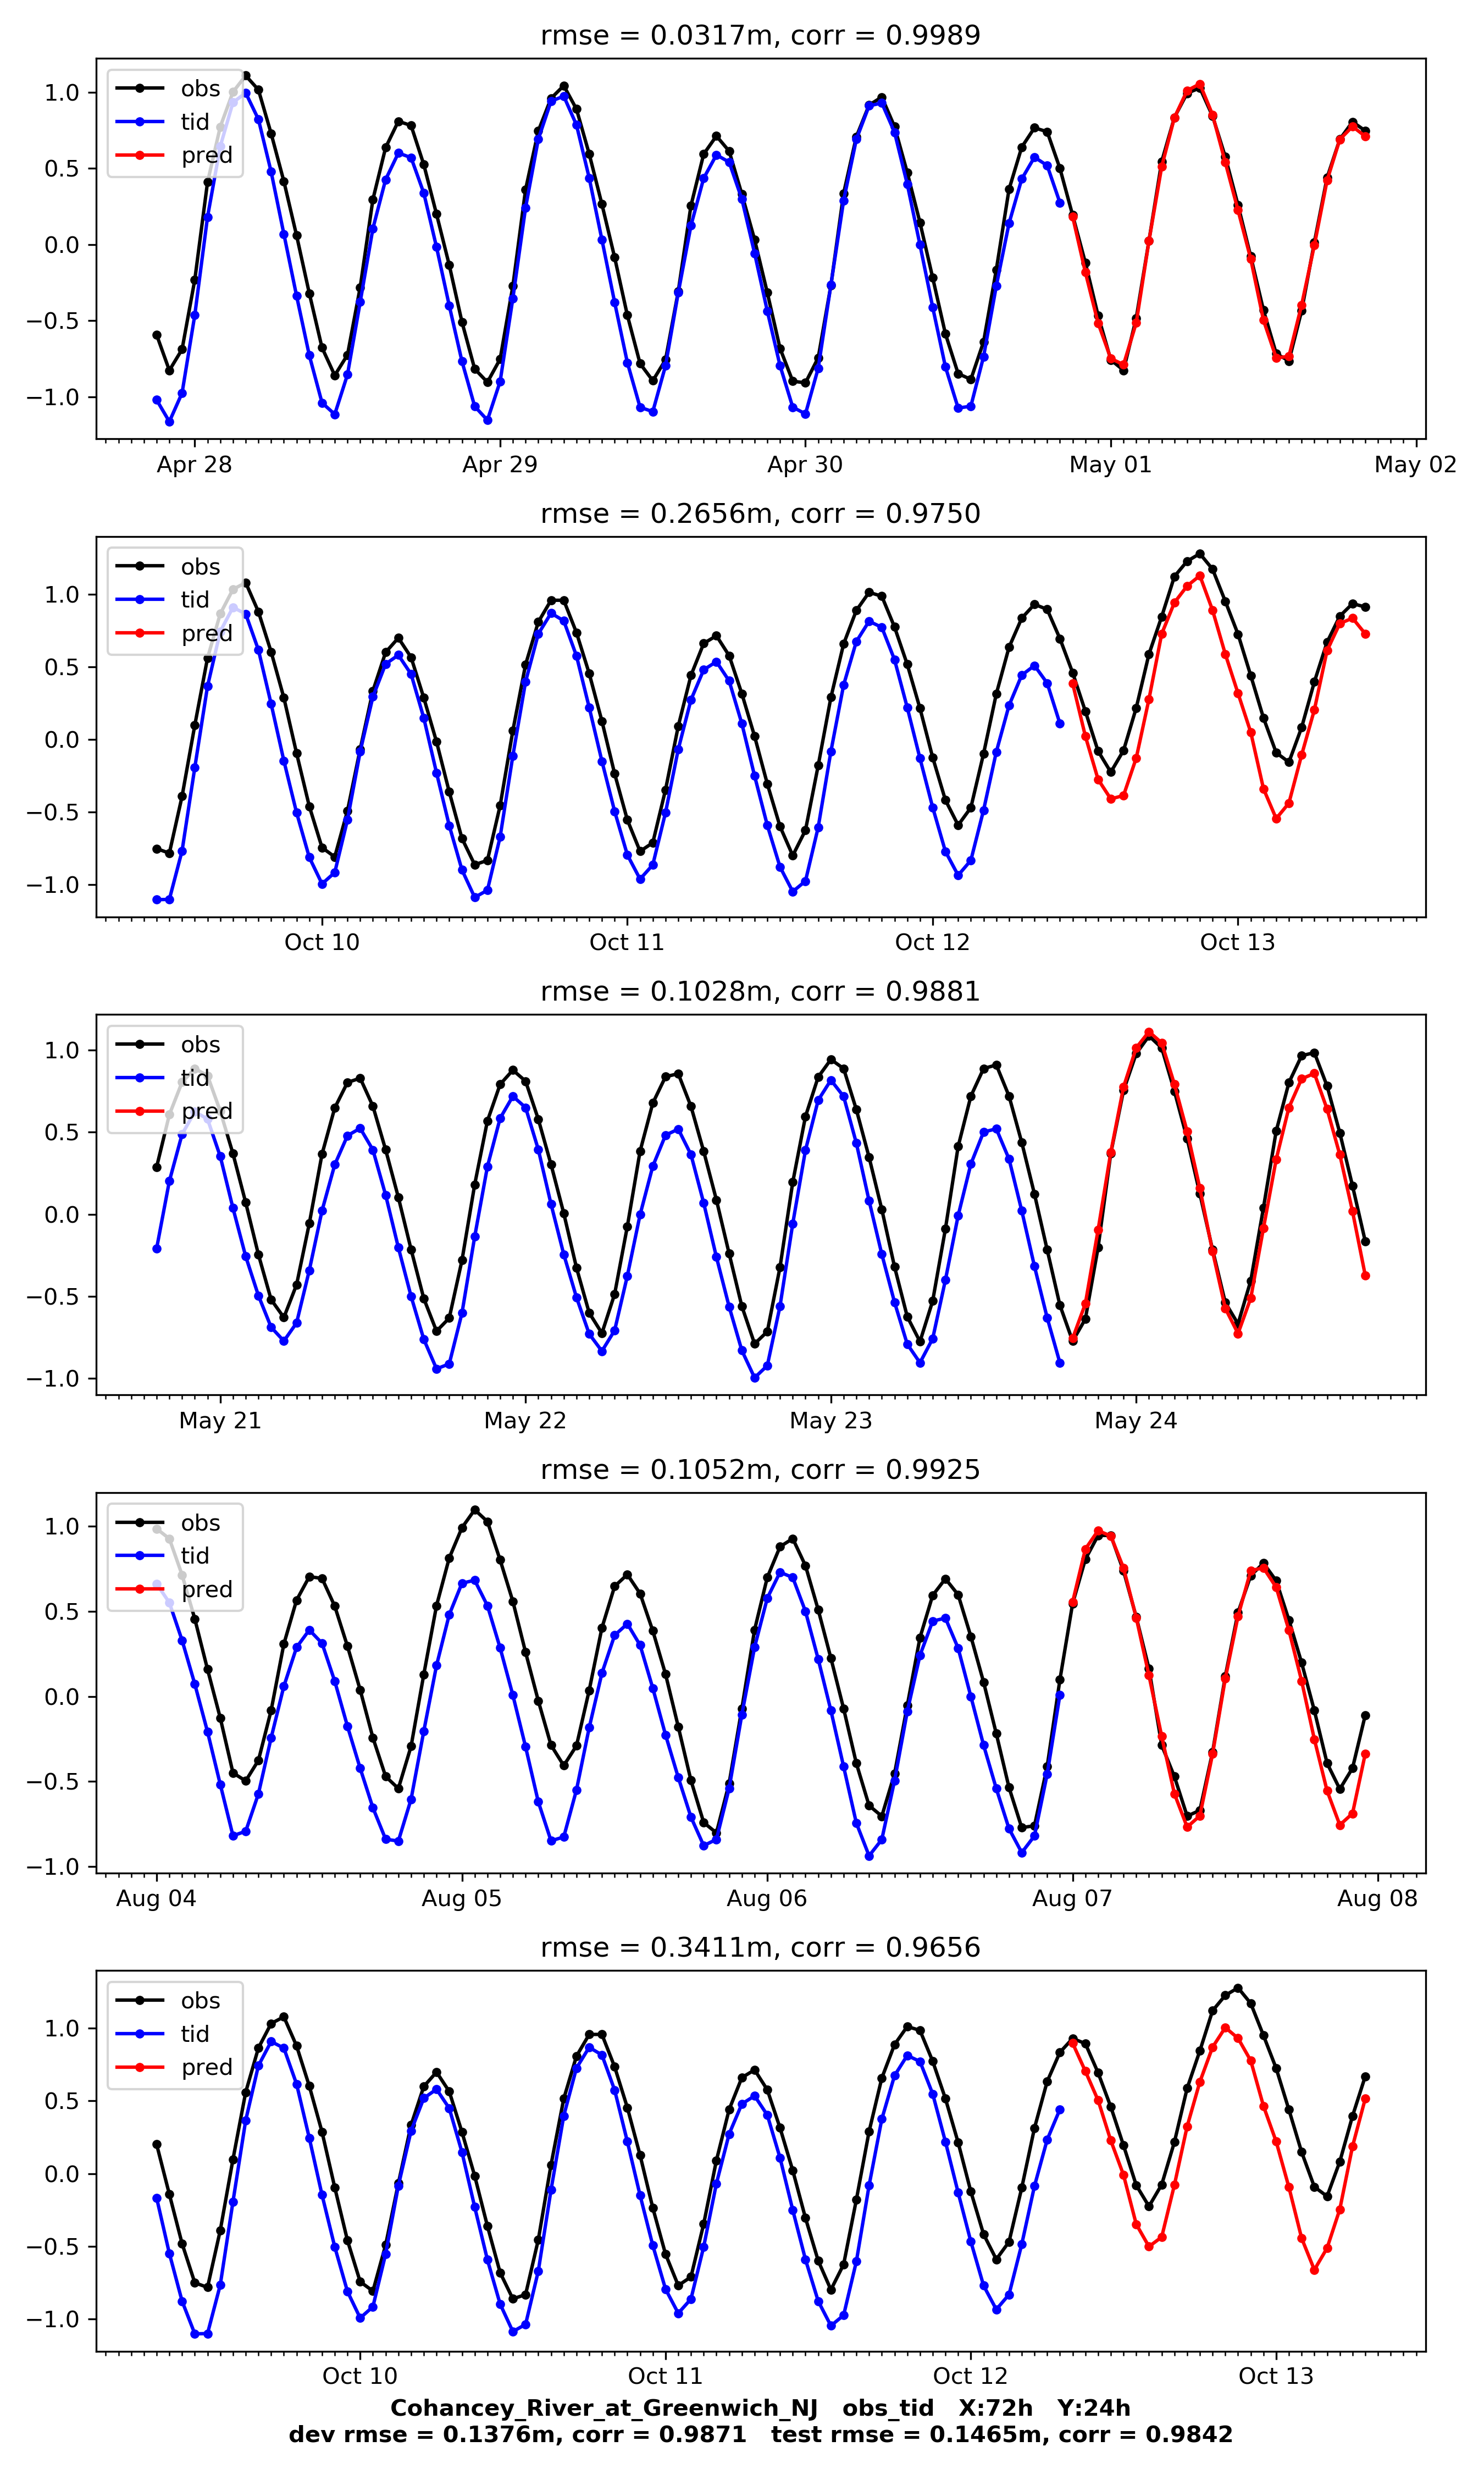 rmse = 0.0317m, corr = 0.9989
obs
tid
pred
1.0
0.5
0.0
−0.5
−1.0
Apr 28 Apr 29 Apr 30 May 01 May 02
rmse = 0.2656m, corr = 0.9750
obs
tid
pred
1.0
0.5
0.0
−0.5
−1.0
Oct 10 Oct 11 Oct 12 Oct 13
rmse = 0.1028m, corr = 0.9881
obs
tid
pred
1.0
0.5
0.0
−0.5
−1.0
May 21 May 22 May 23 May 24
rmse = 0.1052m, corr = 0.9925
obs
tid
pred
1.0
0.5
0.0
−0.5
−1.0
Aug 04 Aug 05 Aug 06 Aug 07 Aug 08
rmse = 0.3411m, corr = 0.9656
obs
tid
pred
1.0
0.5
0.0
−0.5
−1.0
Oct 10 Oct 11 Oct 12 Oct 13
Cohancey_River_at_Greenwich_NJ obs_tid X:72h Y:24h
dev rmse = 0.1376m, corr = 0.9871 test rmse = 0.1465m, corr = 0.9842